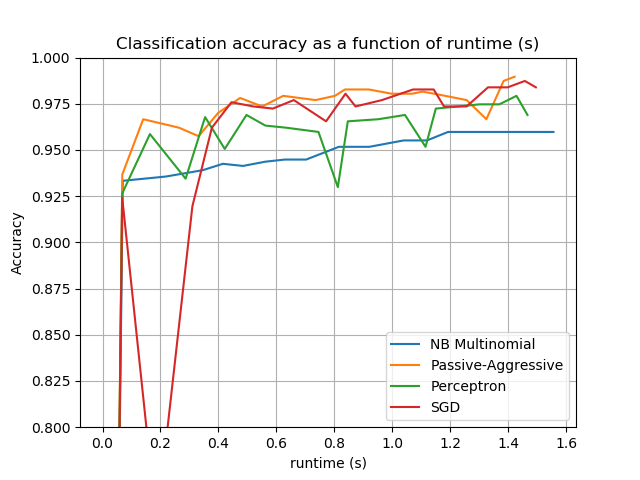 Classification accuracy as a function of runtime (s)
1.000
0.975
0.950
0.925
0.900
0.875
0.850
0.825
0.800
Accuracy
NB Multinomial
Passive-Aggressive
Perceptron
SGD
0.0 0.2 0.4 0.6 0.8 1.0 1.2 1.4 1.6
runtime (s)